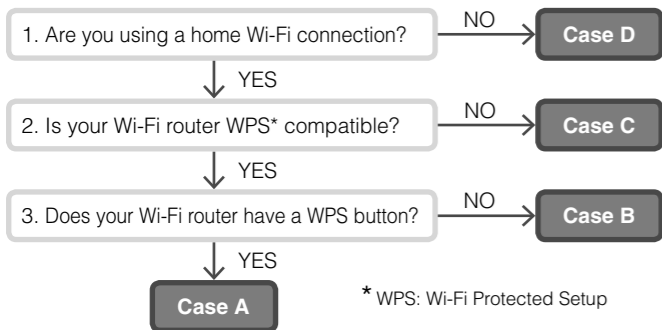 1. Are you using a home Wi-Fi connection?
NO
Case D
YES
2. Is your Wi-Fi router WPS* compatible?
NO
Case C
YES
3. Does your Wi-Fi router have a WPS button?
NO
Case B
YES
Case A
* WPS: Wi-Fi Protected Setup